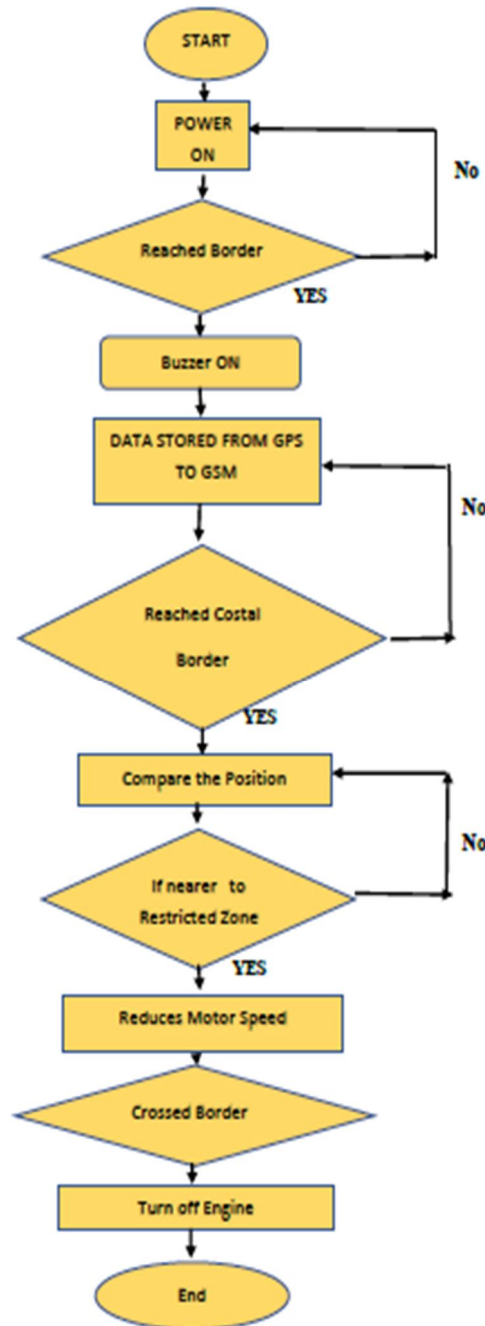 START
POWER
ON
No
Reached Border
YES
Buzzer ON
DATA STORED FROM GPS
TO GSM
No
Reached Costal
Border
YES
Compare the Position
No
If nearer to
Restricted Zone
YES
Reduces Motor Speed
Crossed Border
Turn off Engine
End